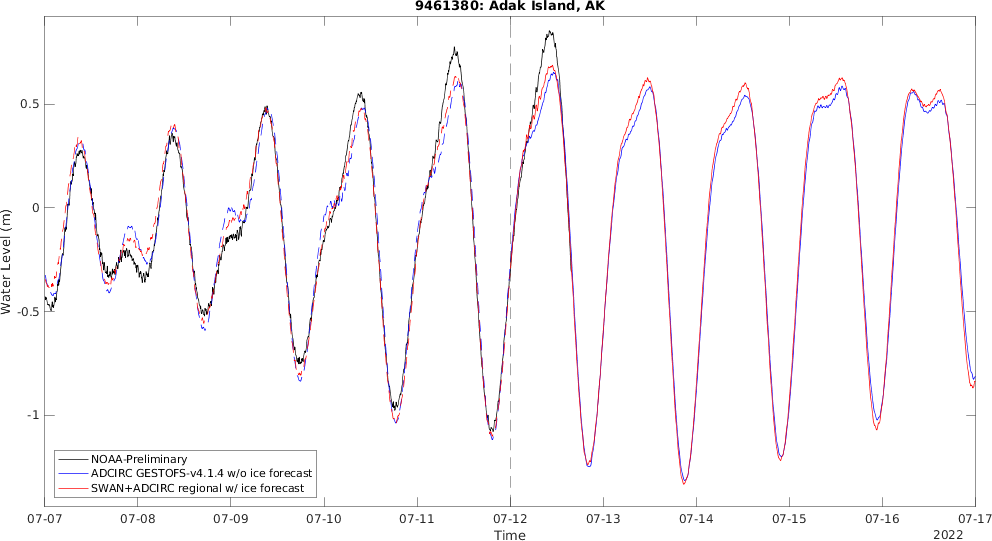 9461380: Adak Island, AK
Water Level (m)
0.5
0
-0.5
-1
NOAA-Preliminary
ADCIRC GESTOFS-v4.1.4 w/o ice forecast
SWAN+ADCIRC regional w/ ice forecast
07-07 07-08 07-09 07-10 07-11 07-12 07-13 07-14 07-15 07-16 07-17
Time
2022